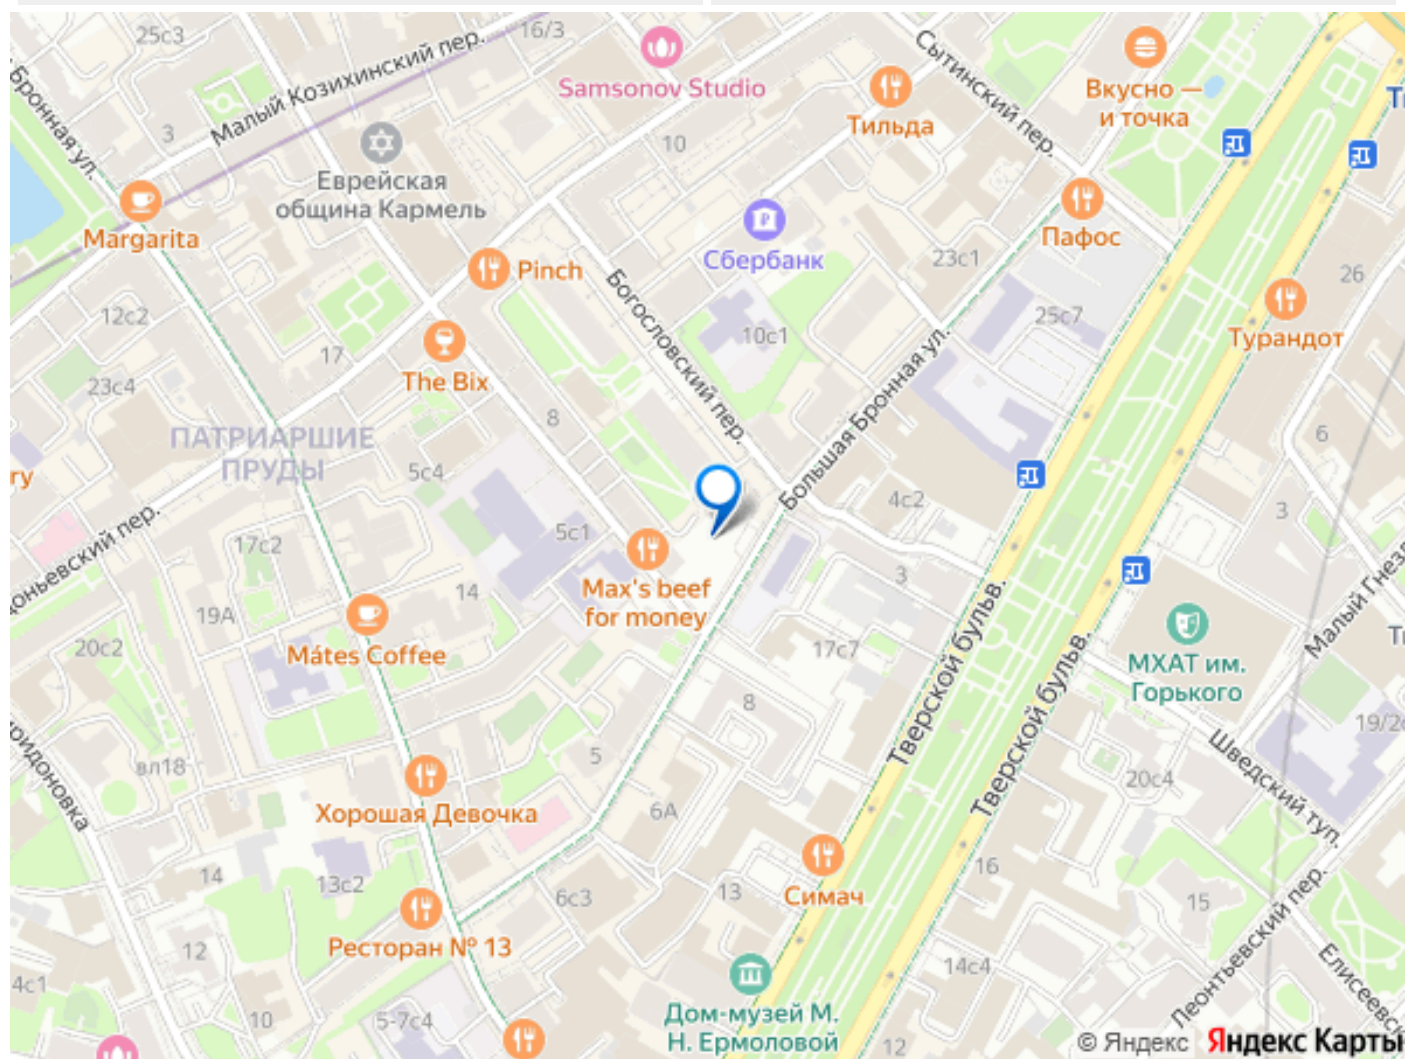 25с3
16/3
Малый Козихинский пер.
Samsonov Studio
Сытинский пер.
Вкусно —
и точка
Бронная ул.
3
Тильда
10
Еврейская
община Кармель
Margarita
Pinch
Сбербанк
Пафос
23с1
26
Богословский пер.
12с2
17
The Bix
10с1
25с7
Турандот
23с4
8
Большая Бронная ул.
ПАТРИАРШИЕ
ПРУДЫ
5с4
6
4с2
3
17с2
5с1
Max's beef
for money
14
3
19А
20с2
Mátes Coffee
17с7
МХАТ им.
Горького
Тверской бульв.
Тверской бульв.
8
19/2
вл18
5
Шведский туп.
20с4
Хорошая Девочка
6А
Симач
16
14
13с2
6с3
13
15
Ресторан № 13
12
Леонтьевский пер.
14с4
4с1
10
5-7с4
Дом-музей М.
Н. Ермоловой
12
© Яндекс Яндекс Карты